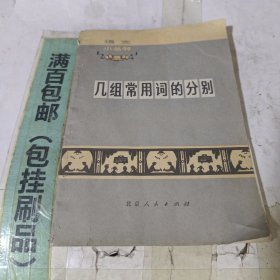 满百包邮（包挂刷品）
语文
小丛书
几组常用词的分别
北京人民出版社